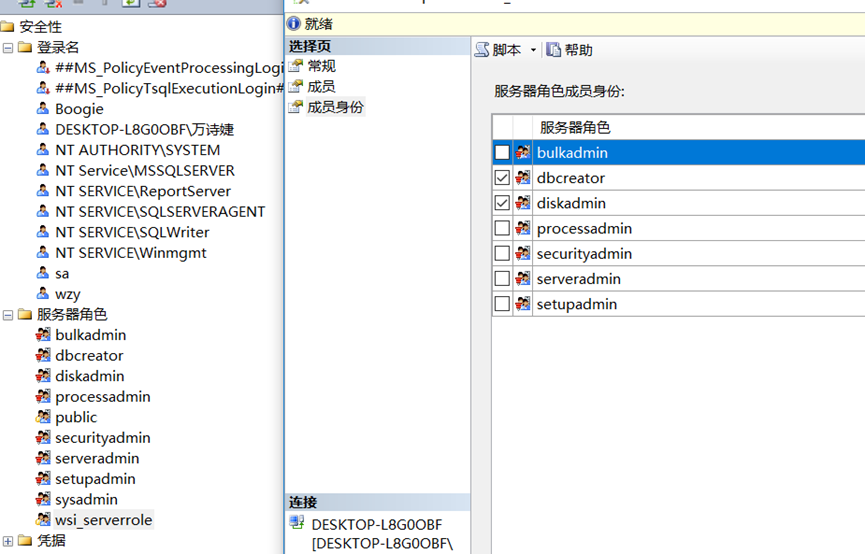 安全性
登录名
##MS_PolicyEventProcessingLogi
##MS_PolicyTsqlExecutionLogin#
Boogie
DESKTOP-L8G0OBF\万诗婕
NT AUTHORITY\SYSTEM
NT Service\MSSQLSERVER
NT SERVICE\ReportServer
NT SERVICE\SQLSERVERAGENT
NT SERVICE\SQLWriter
NT SERVICE\Winmgmt
sa
wzy
服务器角色
bulkadmin
dbcreator
diskadmin
processadmin
public
securityadmin
serveradmin
setupadmin
sysadmin
wsi_serverrole
凭据
就绪
选择页
常规
成员
成员身份
连接
DESKTOP-L8G0OBF
[DESKTOP-L8G0OBF\
脚本 帮助
服务器角色成员身份:
服务器角色
bulkadmin
dbcreator
diskadmin
processadmin
securityadmin
serveradmin
setupadmin